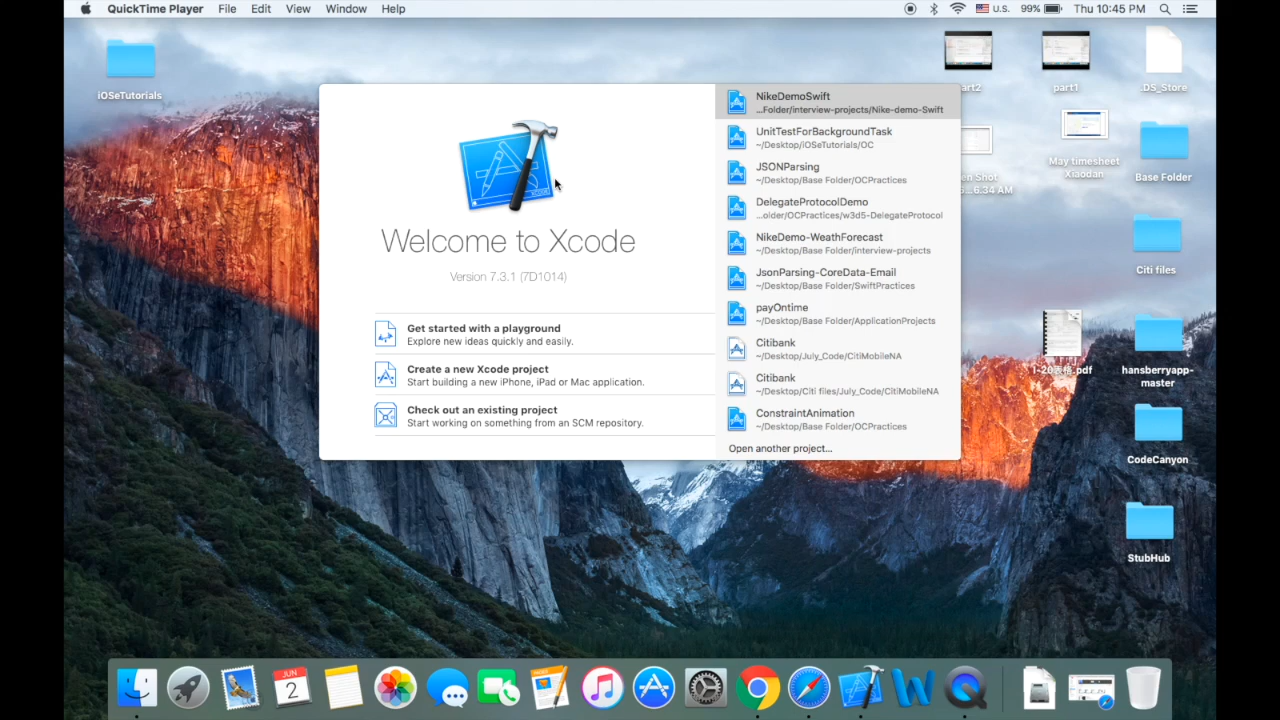 QuickTime Player File Edit View Window Help U.S. 99% Thu 10:45 PM
iOSeTutorials
part1
.DS_Store
May timesheet
Xiaodan
Base Folder
Citi files
hansberryapp-
master
CodeCanyon
StubHub
Welcome to Xcode
Version 7.3.1 (7D1014)
Get started with a playground
Explore new ideas quickly and easily.
Create a new Xcode project
Start building a new iPhone, iPad or Mac application.
Check out an existing project
Start working on something from an SCM repository.
NikeDemoSwift
...Folder/interview-projects/Nike-demo-Swift
UnitTestForBackgroundTask
~/Desktop/iOSeTutorials/OC
JSONParsing
~/Desktop/Base Folder/OCPractices
DelegateProtocolDemo
...older/OCPractices/w3d5-DelegateProtocol
NikeDemo-WeathForecast
~/Desktop/Base Folder/interview-projects
JsonParsing-CoreData-Email
~/Desktop/Base Folder/SwiftPractices
payOntime
~/Desktop/Base Folder/ApplicationProjects
Citibank
~/Desktop/July_Code/CitiMobileNA
Citibank
~/Desktop/Citi files/July_Code/CitiMobileNA
ConstraintAnimation
~/Desktop/Base Folder/OCPractices
Open another project...
JUN
2